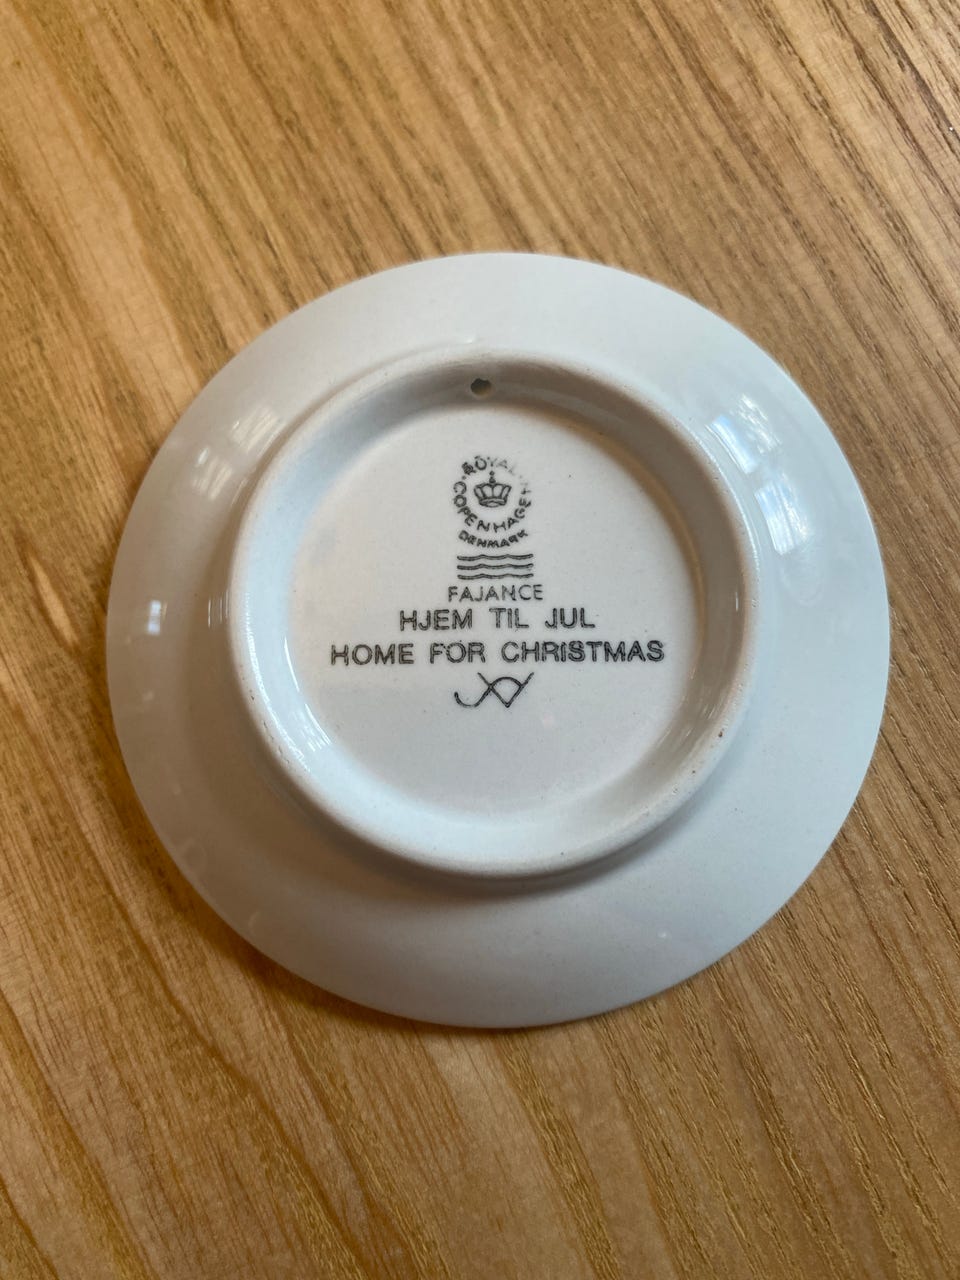 ROYAL COPENHAGEN
DENMARK
FAJANCE
HJEM TIL JUL
HOME FOR CHRISTMAS